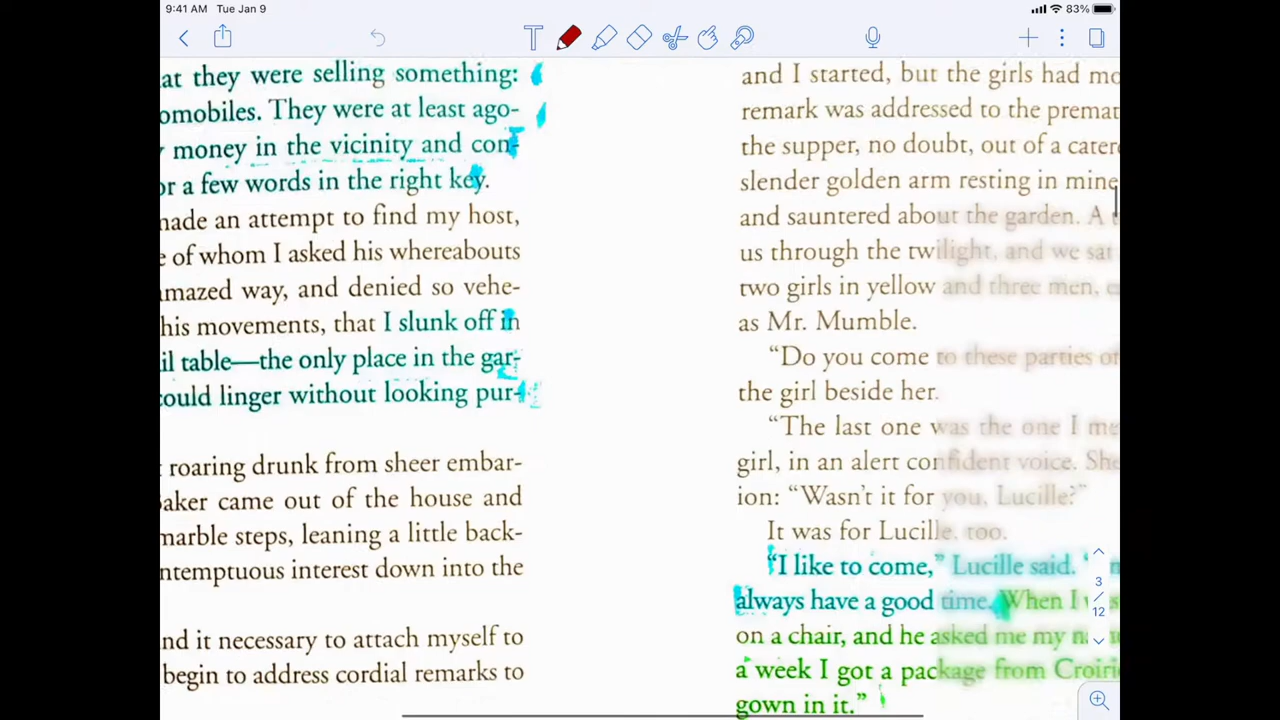 9:41 AM Tue Jan 9
83%
at they were selling something:
omobiles. They were at least ago-
money in the vicinity and con-
or a few words in the right key.
made an attempt to find my host,
e of whom I asked his whereabouts
amazed way, and denied so vehe-
his movements, that I slunk off in
il table—the only place in the gar-
could linger without looking pur-
roaring drunk from sheer embar-
aker came out of the house and
marble steps, leaning a little back-
ntemptuous interest down into the
nd it necessary to attach myself to
begin to address cordial remarks to
and I started, but the girls had mo
remark was addressed to the premat
the supper, no doubt, out of a cater
slender golden arm resting in mine
and sauntered about the garden. A
us through the twilight, and we sat
two girls in yellow and three men,
as Mr. Mumble.
“Do you come to these parties
the girl beside her.
“The last one was the one I me
girl, in an alert confident voice. She
ion: “Wasn’t it for you, Lucille?”
It was for Lucille, too.
“I like to come,” Lucille said.
always have a good time. When I
on a chair, and he asked me my
a week I got a package from Croiri
gown in it.”
3
/
12